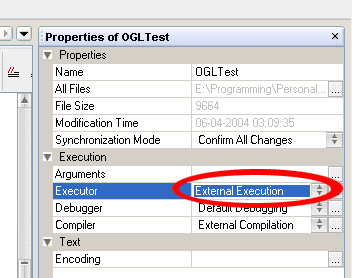 Properties of OGLTest
Properties
Name OGLTest
All Files E:\Programming\Personal... ...
File Size 9664
Modification Time 06-04-2004 03:09:35
Synchronization Mode Confirm All Changes
Execution
Arguments ...
Executor External Execution
Debugger Default Debugging ...
Compiler External Compilation ...
Text
Encoding ...